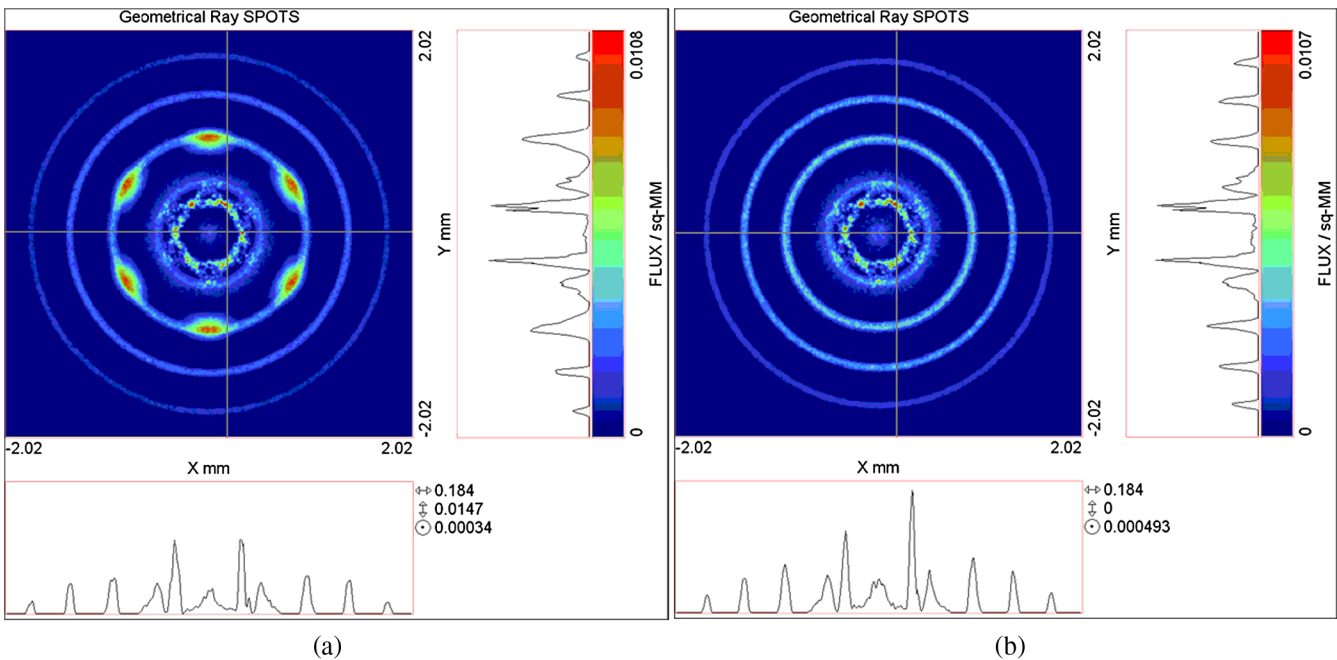 Geometrical Ray SPOTS
2.02
Y mm
-2.02
0.0108
FLUX / sq-MM
0
-2.02
2.02
X mm
0.184
0.0147
0.00034
(a)
Geometrical Ray SPOTS
2.02
Y mm
-2.02
0.0107
FLUX / sq-MM
0
-2.02
2.02
X mm
0.184
0
0.000493
(b)